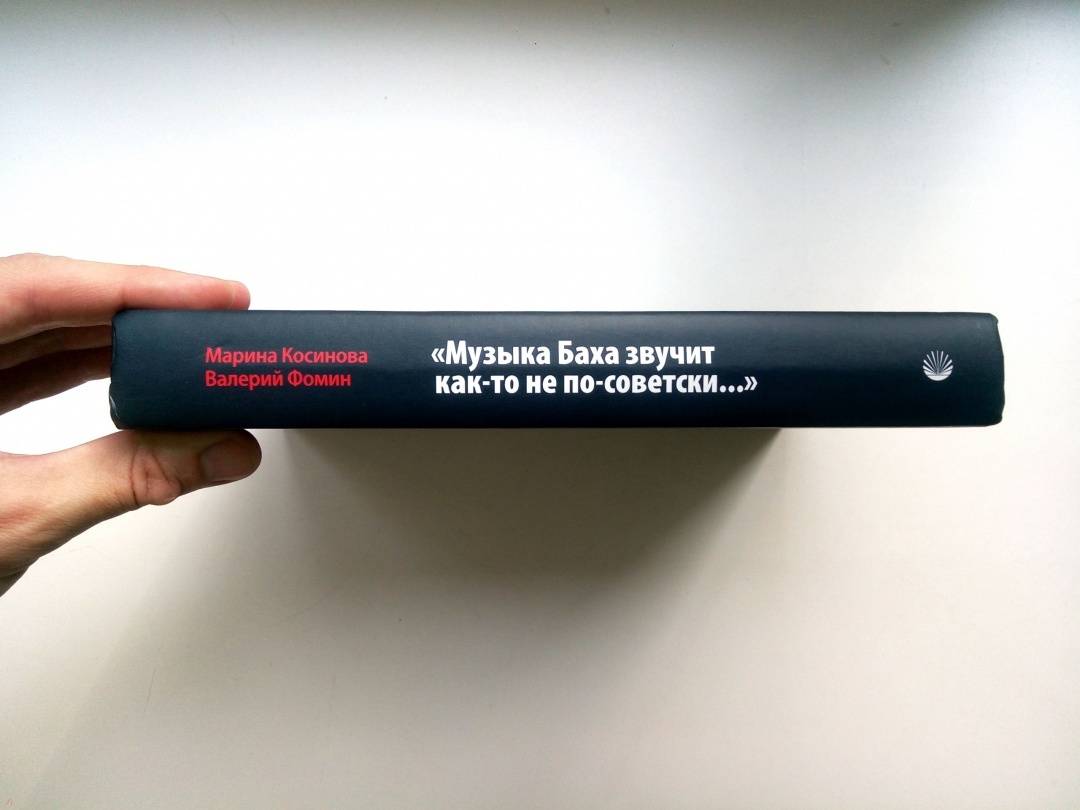 Марина Косинова
Валерий Фомин
«Музыка Баха звучит
как-то не по-советски...»